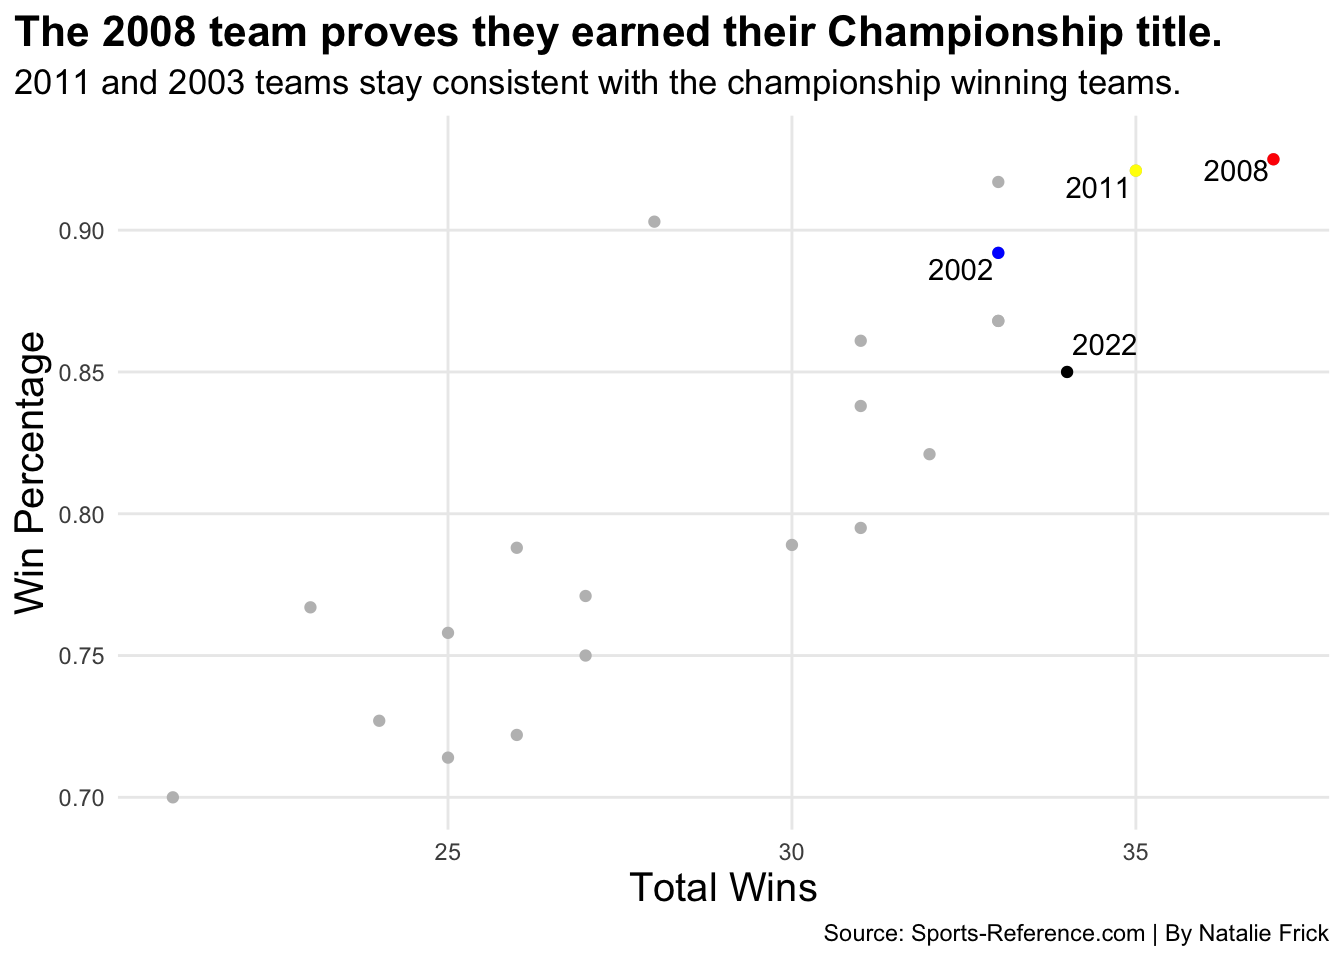 The 2008 team proves they earned their Championship title.
2011 and 2003 teams stay consistent with the championship winning teams.
2008
2011
0.90
2002
2022
0.85
0.80
0.75
0.70
Win Percentage
25
30
35
Total Wins
Source: Sports-Reference.com | By Natalie Frick